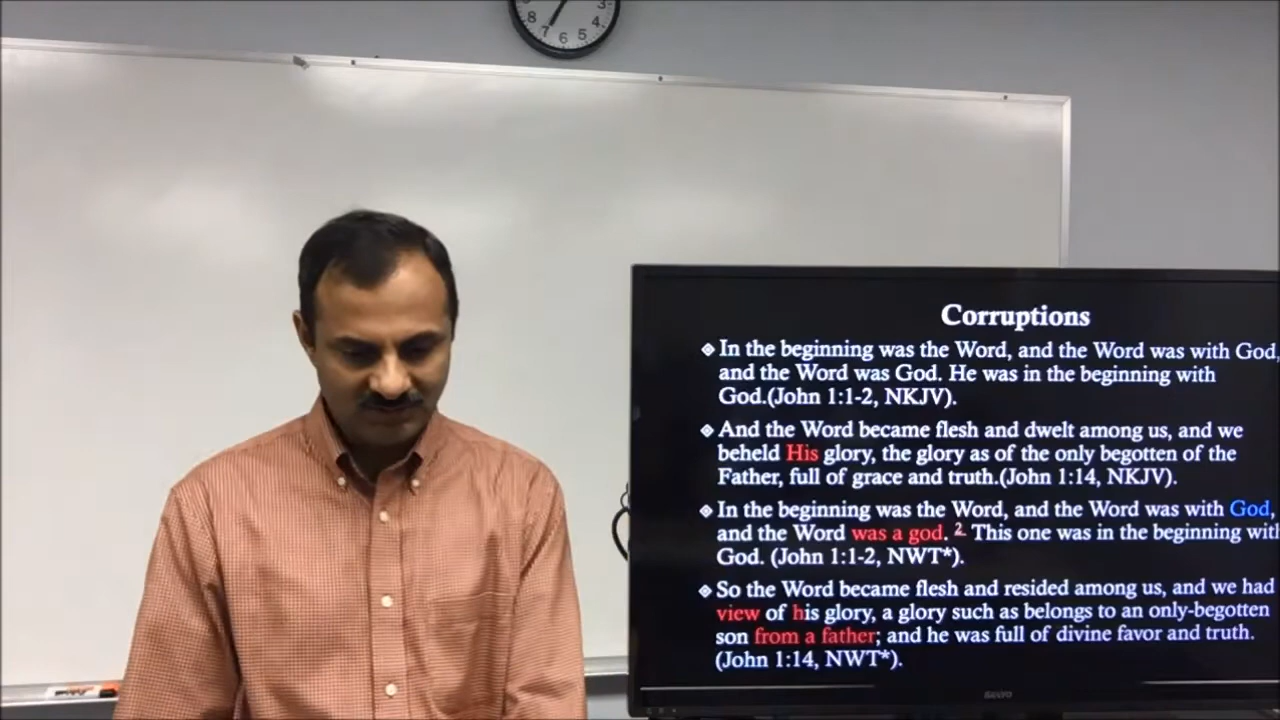 3
8 4
7 6 5
Corruptions
❖ In the beginning was the Word, and the Word was with God,
and the Word was God. He was in the beginning with
God.(John 1:1-2, NKJV).
❖ And the Word became flesh and dwelt among us, and we
beheld His glory, the glory as of the only begotten of the
Father, full of grace and truth.(John 1:14, NKJV).
❖ In the beginning was the Word, and the Word was with God,
and the Word was a god. 2 This one was in the beginning with
God. (John 1:1-2, NWT*).
❖ So the Word became flesh and resided among us, and we had
view of his glory, a glory such as belongs to an only-begotten
son from a father; and he was full of divine favor and truth.
(John 1:14, NWT*).
SANYO